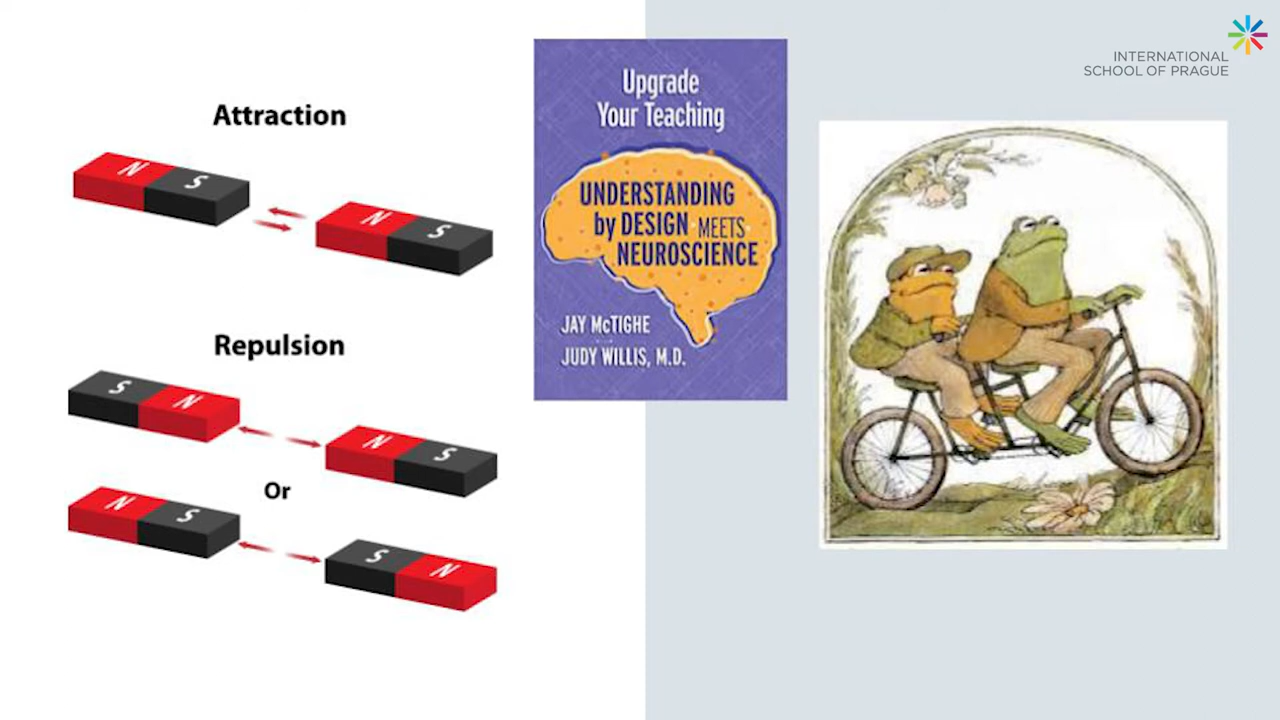 INTERNATIONAL
SCHOOL OF PRAGUE
Attraction
N S
N S
Repulsion
S N
N S
Or
N S
S N
Upgrade
Your Teaching
UNDERSTANDING
by DESIGN MEETS
NEUROSCIENCE
JAY McTIGHE
JUDY WILLIS, M.D.